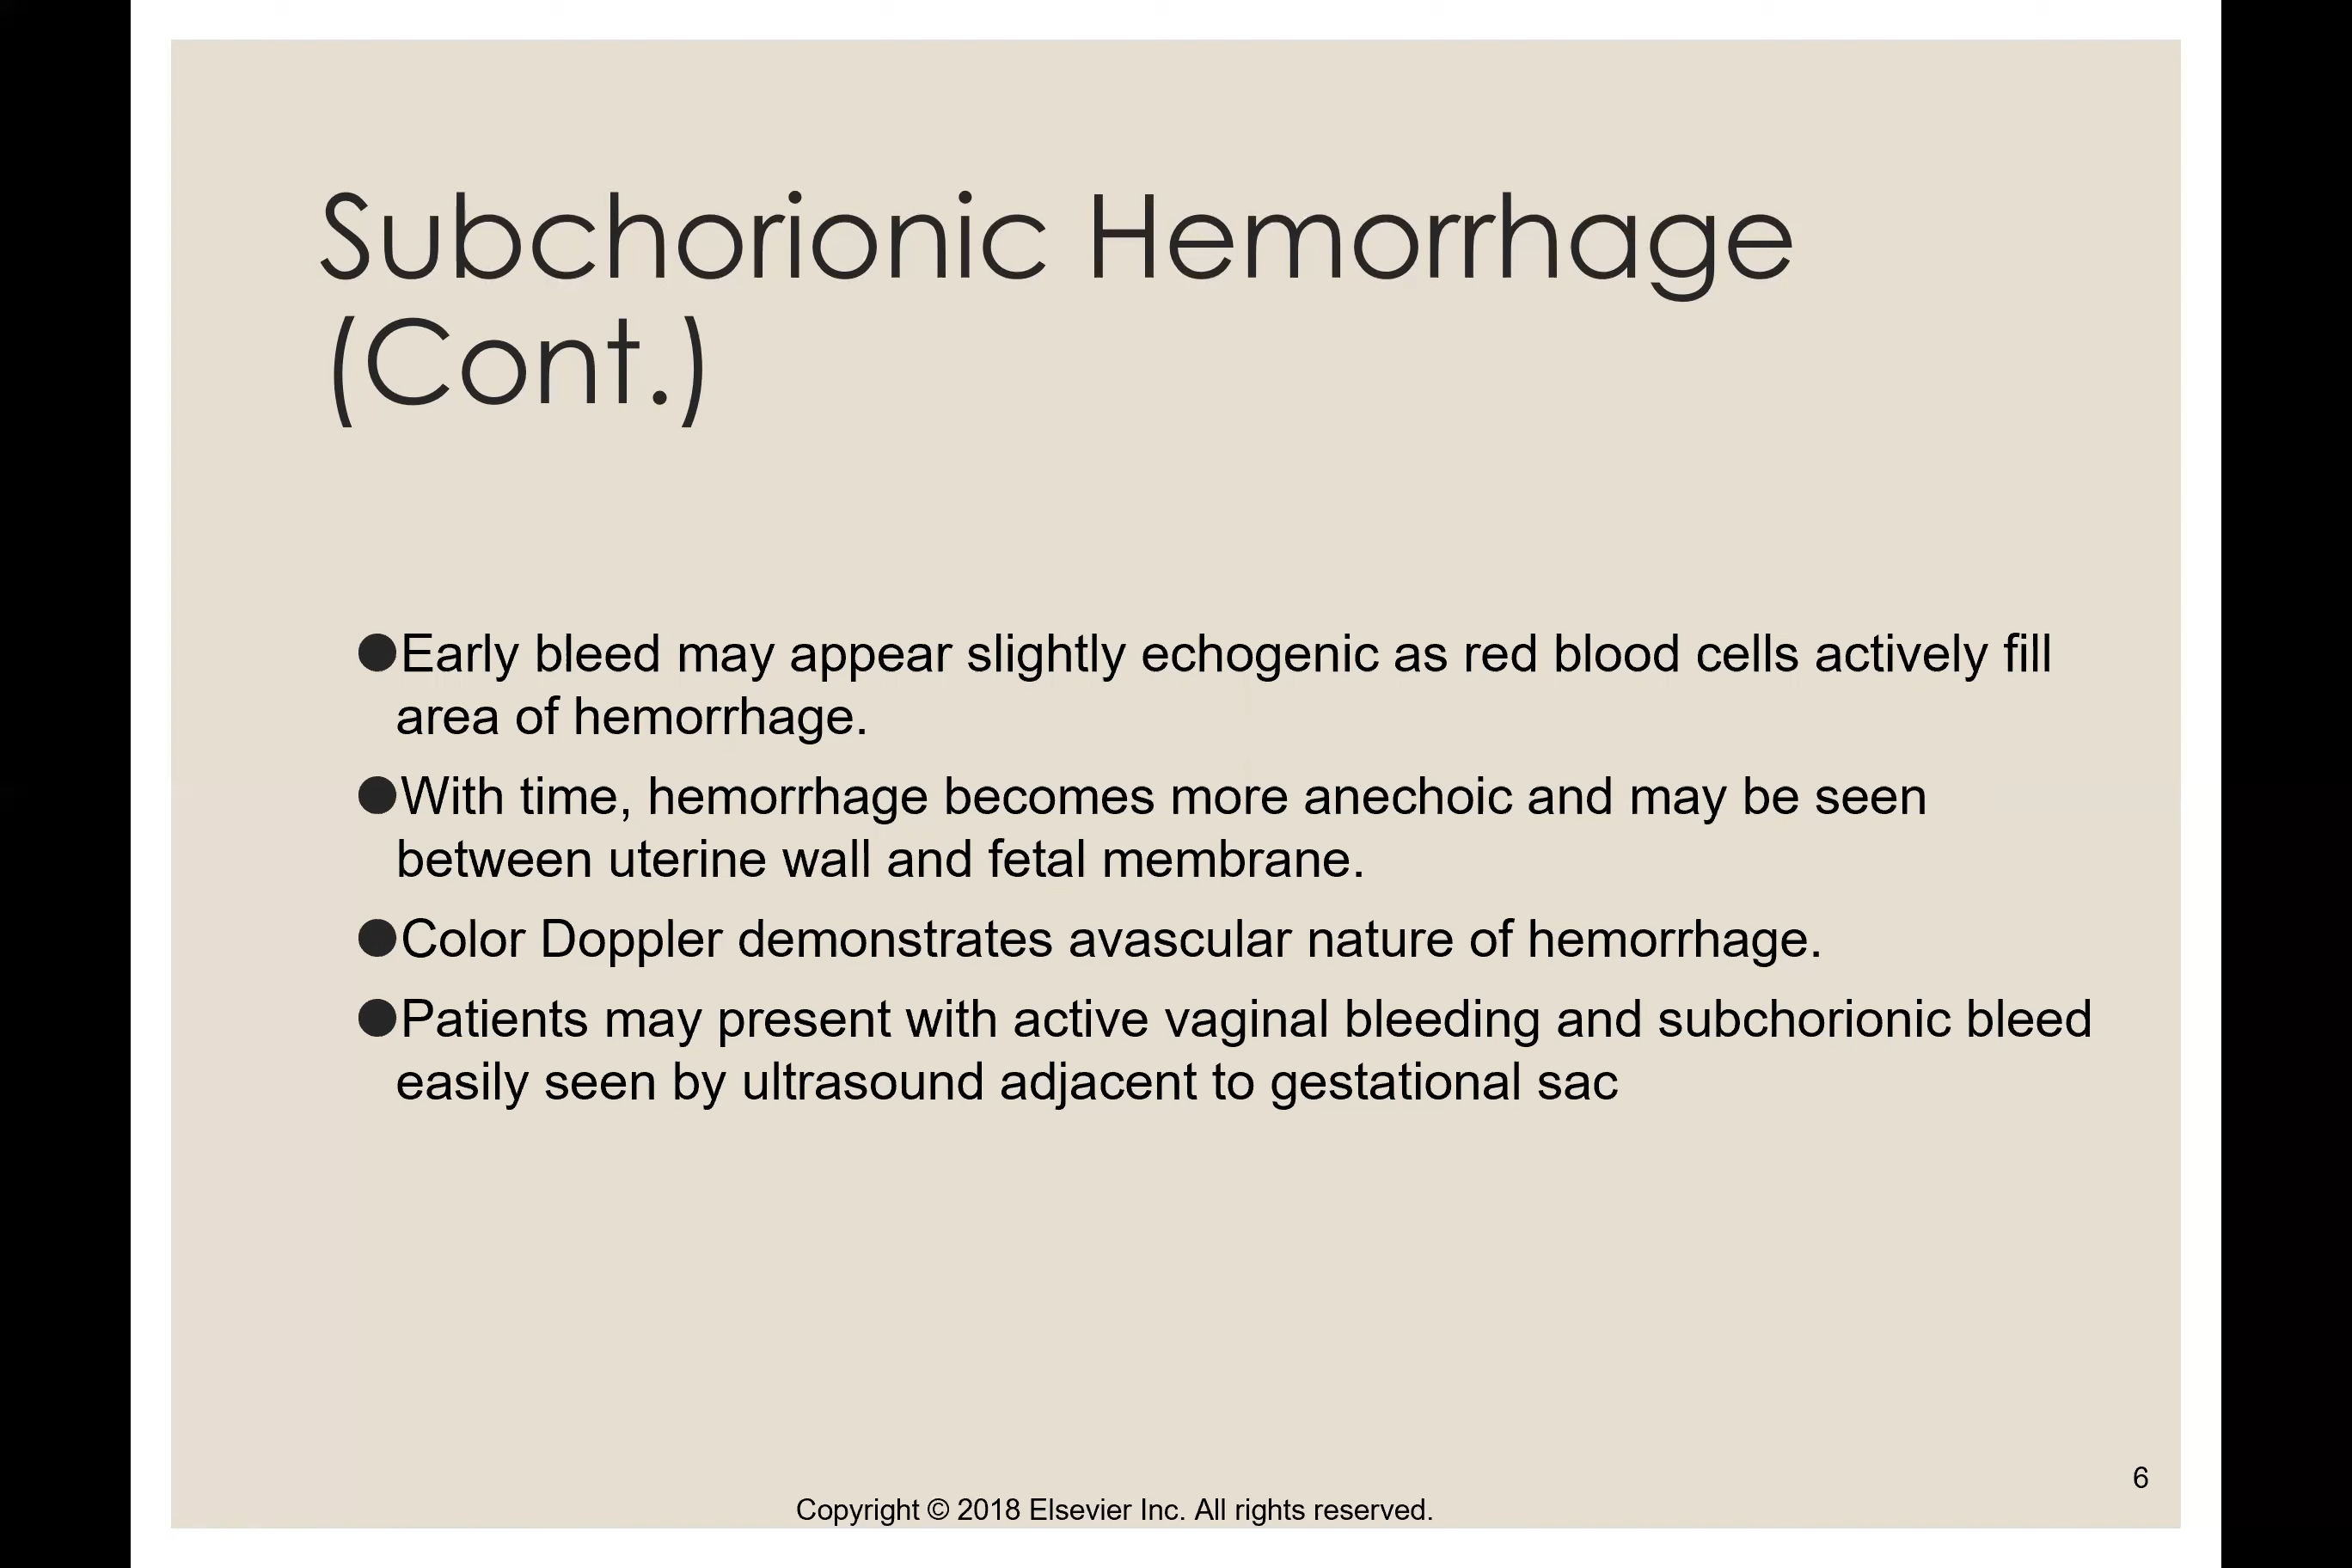 Subchorionic Hemorrhage
(Cont.)
●Early bleed may appear slightly echogenic as red blood cells actively fill
area of hemorrhage.
●With time, hemorrhage becomes more anechoic and may be seen
between uterine wall and fetal membrane.
●Color Doppler demonstrates avascular nature of hemorrhage.
●Patients may present with active vaginal bleeding and subchorionic bleed
easily seen by ultrasound adjacent to gestational sac
6
Copyright © 2018 Elsevier Inc. All rights reserved.